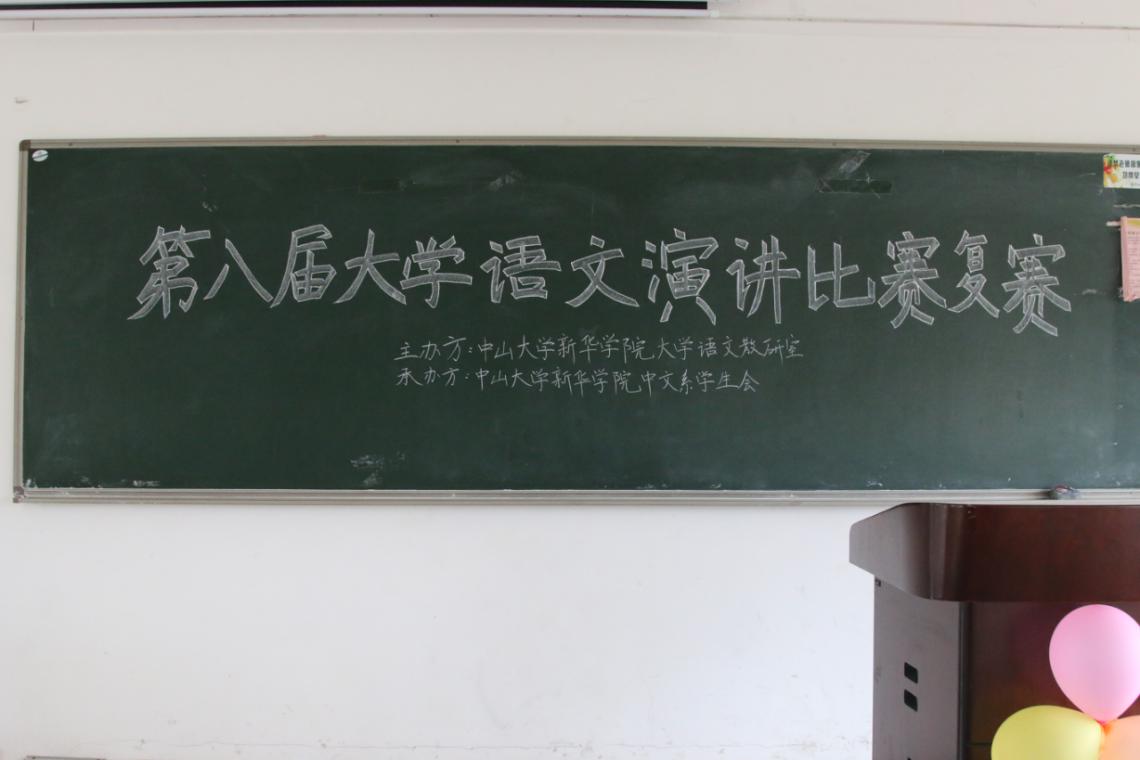 第八届大学语文演讲比赛复赛
主办方:中山大学新华学院大学语文教研室
承办方:中山大学新华学院中文系学生会